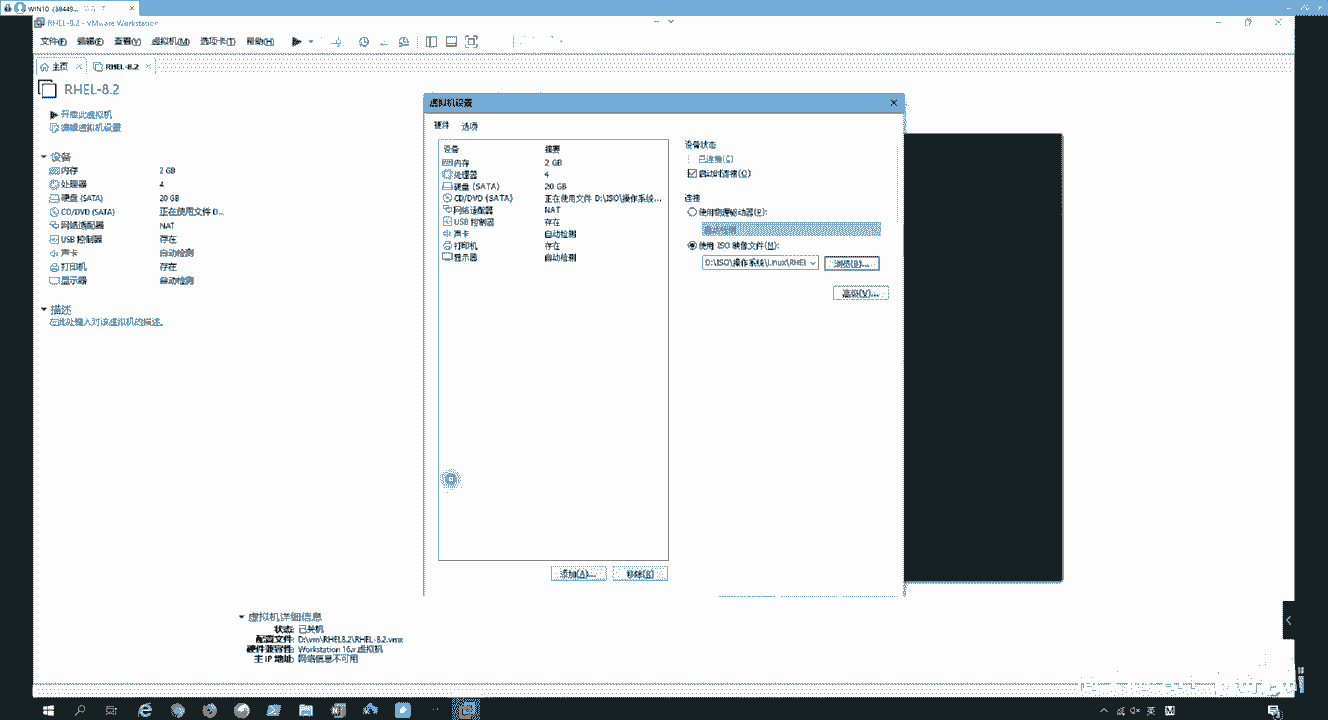 RHEL-8.2 - VMware Workstation
文件(F) 编辑(E) 查看(V) 虚拟机(M) 选项卡(T) 帮助(H)
主页 RHEL-8.2
RHEL-8.2
开启此虚拟机
编辑虚拟机设置
设备
内存 2 GB
处理器 4
硬盘 (SATA) 20 GB
CD/DVD (SATA) 正在使用文件 D...
网络适配器 NAT
USB 控制器 存在
声卡 自动检测
打印机 存在
显示器 自动检测
描述
在此处键入对该虚拟机的描述。
虚拟机设置
硬件 选项
设备 摘要
内存 2 GB
处理器 4
硬盘 (SATA) 20 GB
CD/DVD (SATA) 正在使用文件 D:\ISO\操作系统...
网络适配器 NAT
USB 控制器 存在
声卡 自动检测
打印机 存在
显示器 自动检测
添加(A)... 移除(R)
设备状态
已连接(C)
启动时连接(O)
连接
使用物理驱动器(P):
自动检测
使用 ISO 映像文件(M):
D:\ISO\操作系统\Linux\RHEI 浏览(B)...
高级(V)...
虚拟机详细信息
状态: 已关机
配置文件: D:\vm\RHEL8.2\RHEL-8.2.vmx
硬件兼容性: Workstation 16.x 虚拟机
主 IP 地址: 网络信息不可用
英
M